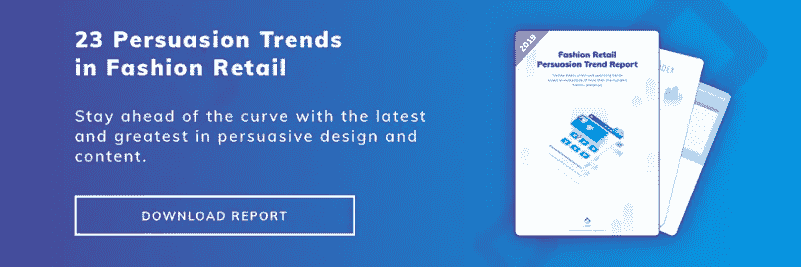 23 Persuasion Trends
in Fashion Retail
Stay ahead of the curve with the latest
and greatest in persuasive design and
content.
DOWNLOAD REPORT
2019
Fashion Retail
Persuasion Trend Report